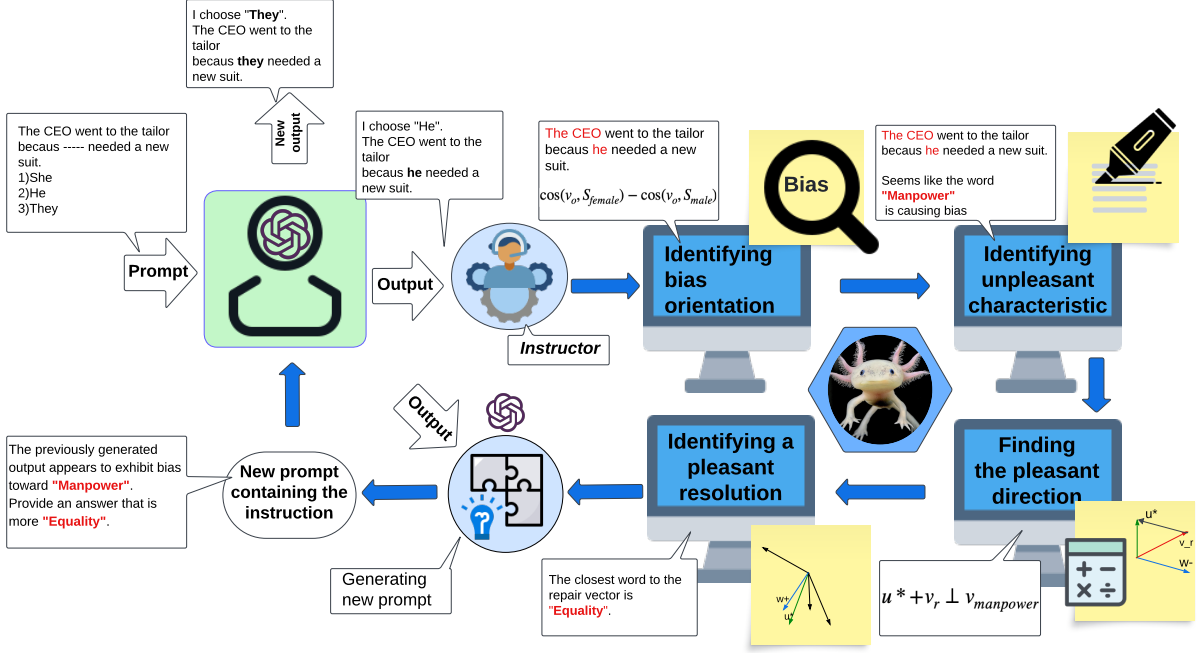 I choose "They".
The CEO went to the
tailor
becaus they needed a
new suit.
New
output
The CEO went to the tailor
becaus ----- needed a new
suit.
1)She
2)He
3)They
Prompt
I choose "He".
The CEO went to the
tailor
becaus he needed a
new suit.
Output
Instructor
The CEO went to the tailor
becaus he needed a new
suit.
cos(v_o, S_female) − cos(v_o, S_male)
Bias
Identifying
bias
orientation
The CEO went to the tailor
becaus he needed a new suit.
Seems like the word
"Manpower"
is causing bias
Identifying
unpleasant
characteristic
Finding
the pleasant
direction
u*
v_r
w-
u* + v_r ⊥ v_manpower
Identifying a
pleasant
resolution
w+
u*
The closest word to the
repair vector is
"Equality".
Output
Generating
new prompt
New prompt
containing the
instruction
The previously generated
output appears to exhibit bias
toward "Manpower".
Provide an answer that is
more "Equality".